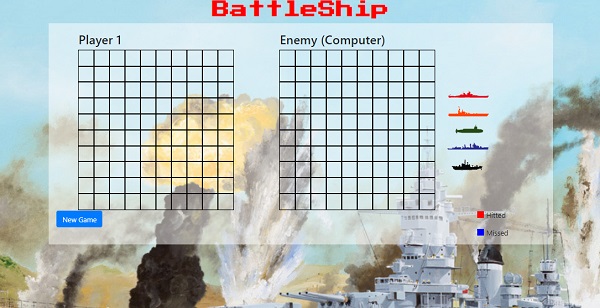 BattleShip
Player 1
Enemy (Computer)
New Game
Hitted
Missed